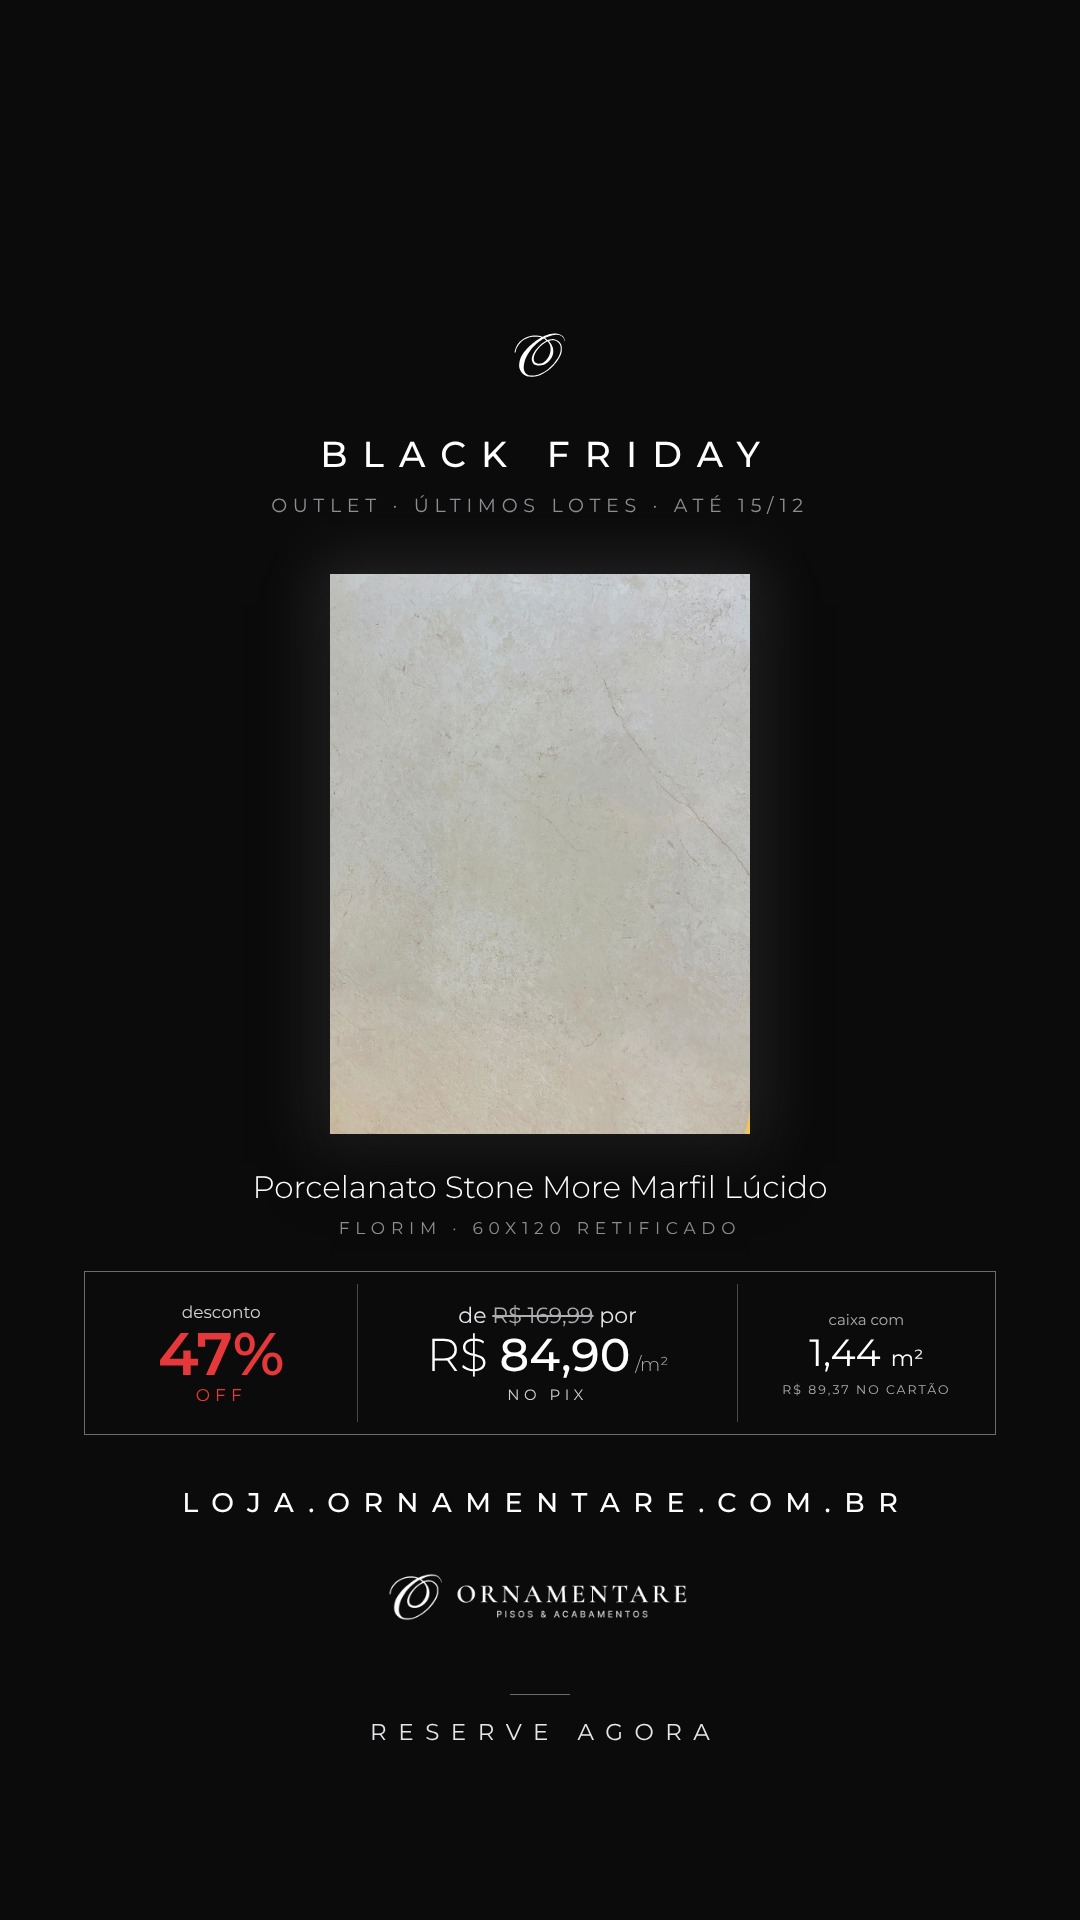 O
BLACK FRIDAY
OUTLET · ÚLTIMOS LOTES · ATÉ 15/12
Porcelanato Stone More Marfil Lúcido
FLORIM · 60X120 RETIFICADO
desconto
47%
OFF
de R$ 169,99 por
R$ 84,90 /m²
NO PIX
caixa com
1,44 m²
R$ 89,37 NO CARTÃO
LOJA.ORNAMENTARE.COM.BR
O ORNAMENTARE
PISOS & ACABAMENTOS
RESERVE AGORA